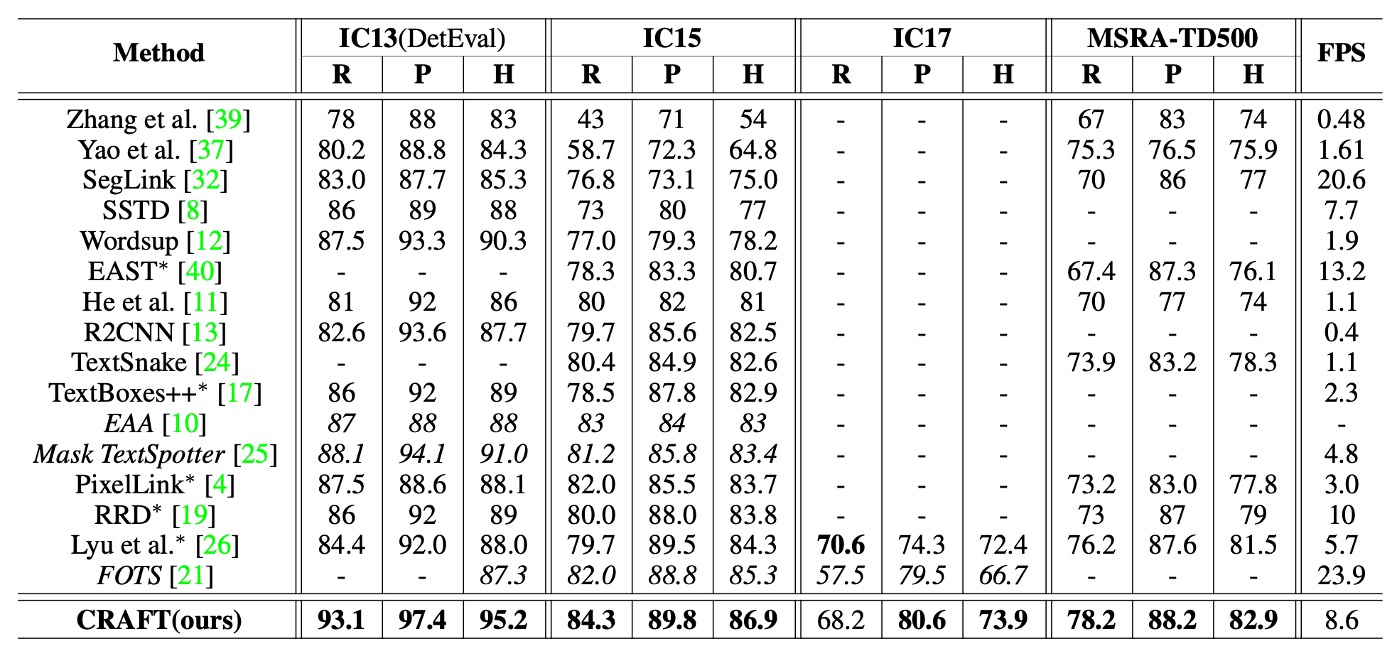 Method IC13(DetEval) IC15 IC17 MSRA-TD500 FPS
R P H R P H R P H R P H
Zhang et al. [39] 78 88 83 43 71 54 - - - 67 83 74 0.48
Yao et al. [37] 80.2 88.8 84.3 58.7 72.3 64.8 - - - 75.3 76.5 75.9 1.61
SegLink [32] 83.0 87.7 85.3 76.8 73.1 75.0 - - - 70 86 77 20.6
SSTD [8] 86 89 88 73 80 77 - - - - - - 7.7
Wordsup [12] 87.5 93.3 90.3 77.0 79.3 78.2 - - - - - - 1.9
EAST* [40] - - - 78.3 83.3 80.7 - - - 67.4 87.3 76.1 13.2
He et al. [11] 81 92 86 80 82 81 - - - 70 77 74 1.1
R2CNN [13] 82.6 93.6 87.7 79.7 85.6 82.5 - - - - - - 0.4
TextSnake [24] - - - 80.4 84.9 82.6 - - - 73.9 83.2 78.3 1.1
TextBoxes++* [17] 86 92 89 78.5 87.8 82.9 - - - - - - 2.3
EAA [10] 87 88 88 83 84 83 - - - - - - -
Mask TextSpotter [25] 88.1 94.1 91.0 81.2 85.8 83.4 - - - - - - 4.8
PixelLink* [4] 87.5 88.6 88.1 82.0 85.5 83.7 - - - 73.2 83.0 77.8 3.0
RRD* [19] 86 92 89 80.0 88.0 83.8 - - - 73 87 79 10
Lyu et al.* [26] 84.4 92.0 88.0 79.7 89.5 84.3 70.6 74.3 72.4 76.2 87.6 81.5 5.7
FOTS [21] - - 87.3 82.0 88.8 85.3 57.5 79.5 66.7 - - - 23.9
CRAFT(ours) 93.1 97.4 95.2 84.3 89.8 86.9 68.2 80.6 73.9 78.2 88.2 82.9 8.6